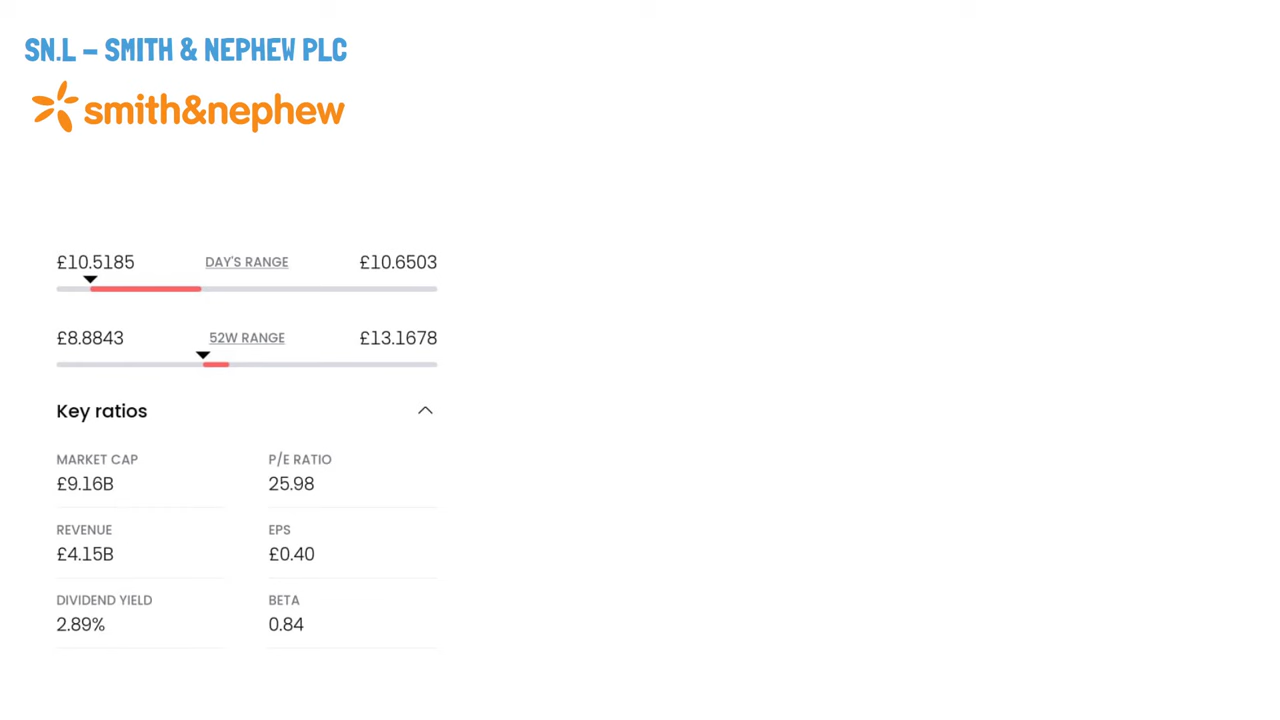 SN.L – SMITH & NEPHEW PLC
smith&nephew
£10.5185 DAY'S RANGE £10.6503
£8.8843 52W RANGE £13.1678
Key ratios
MARKET CAP P/E RATIO
£9.16B 25.98
REVENUE EPS
£4.15B £0.40
DIVIDEND YIELD BETA
2.89% 0.84